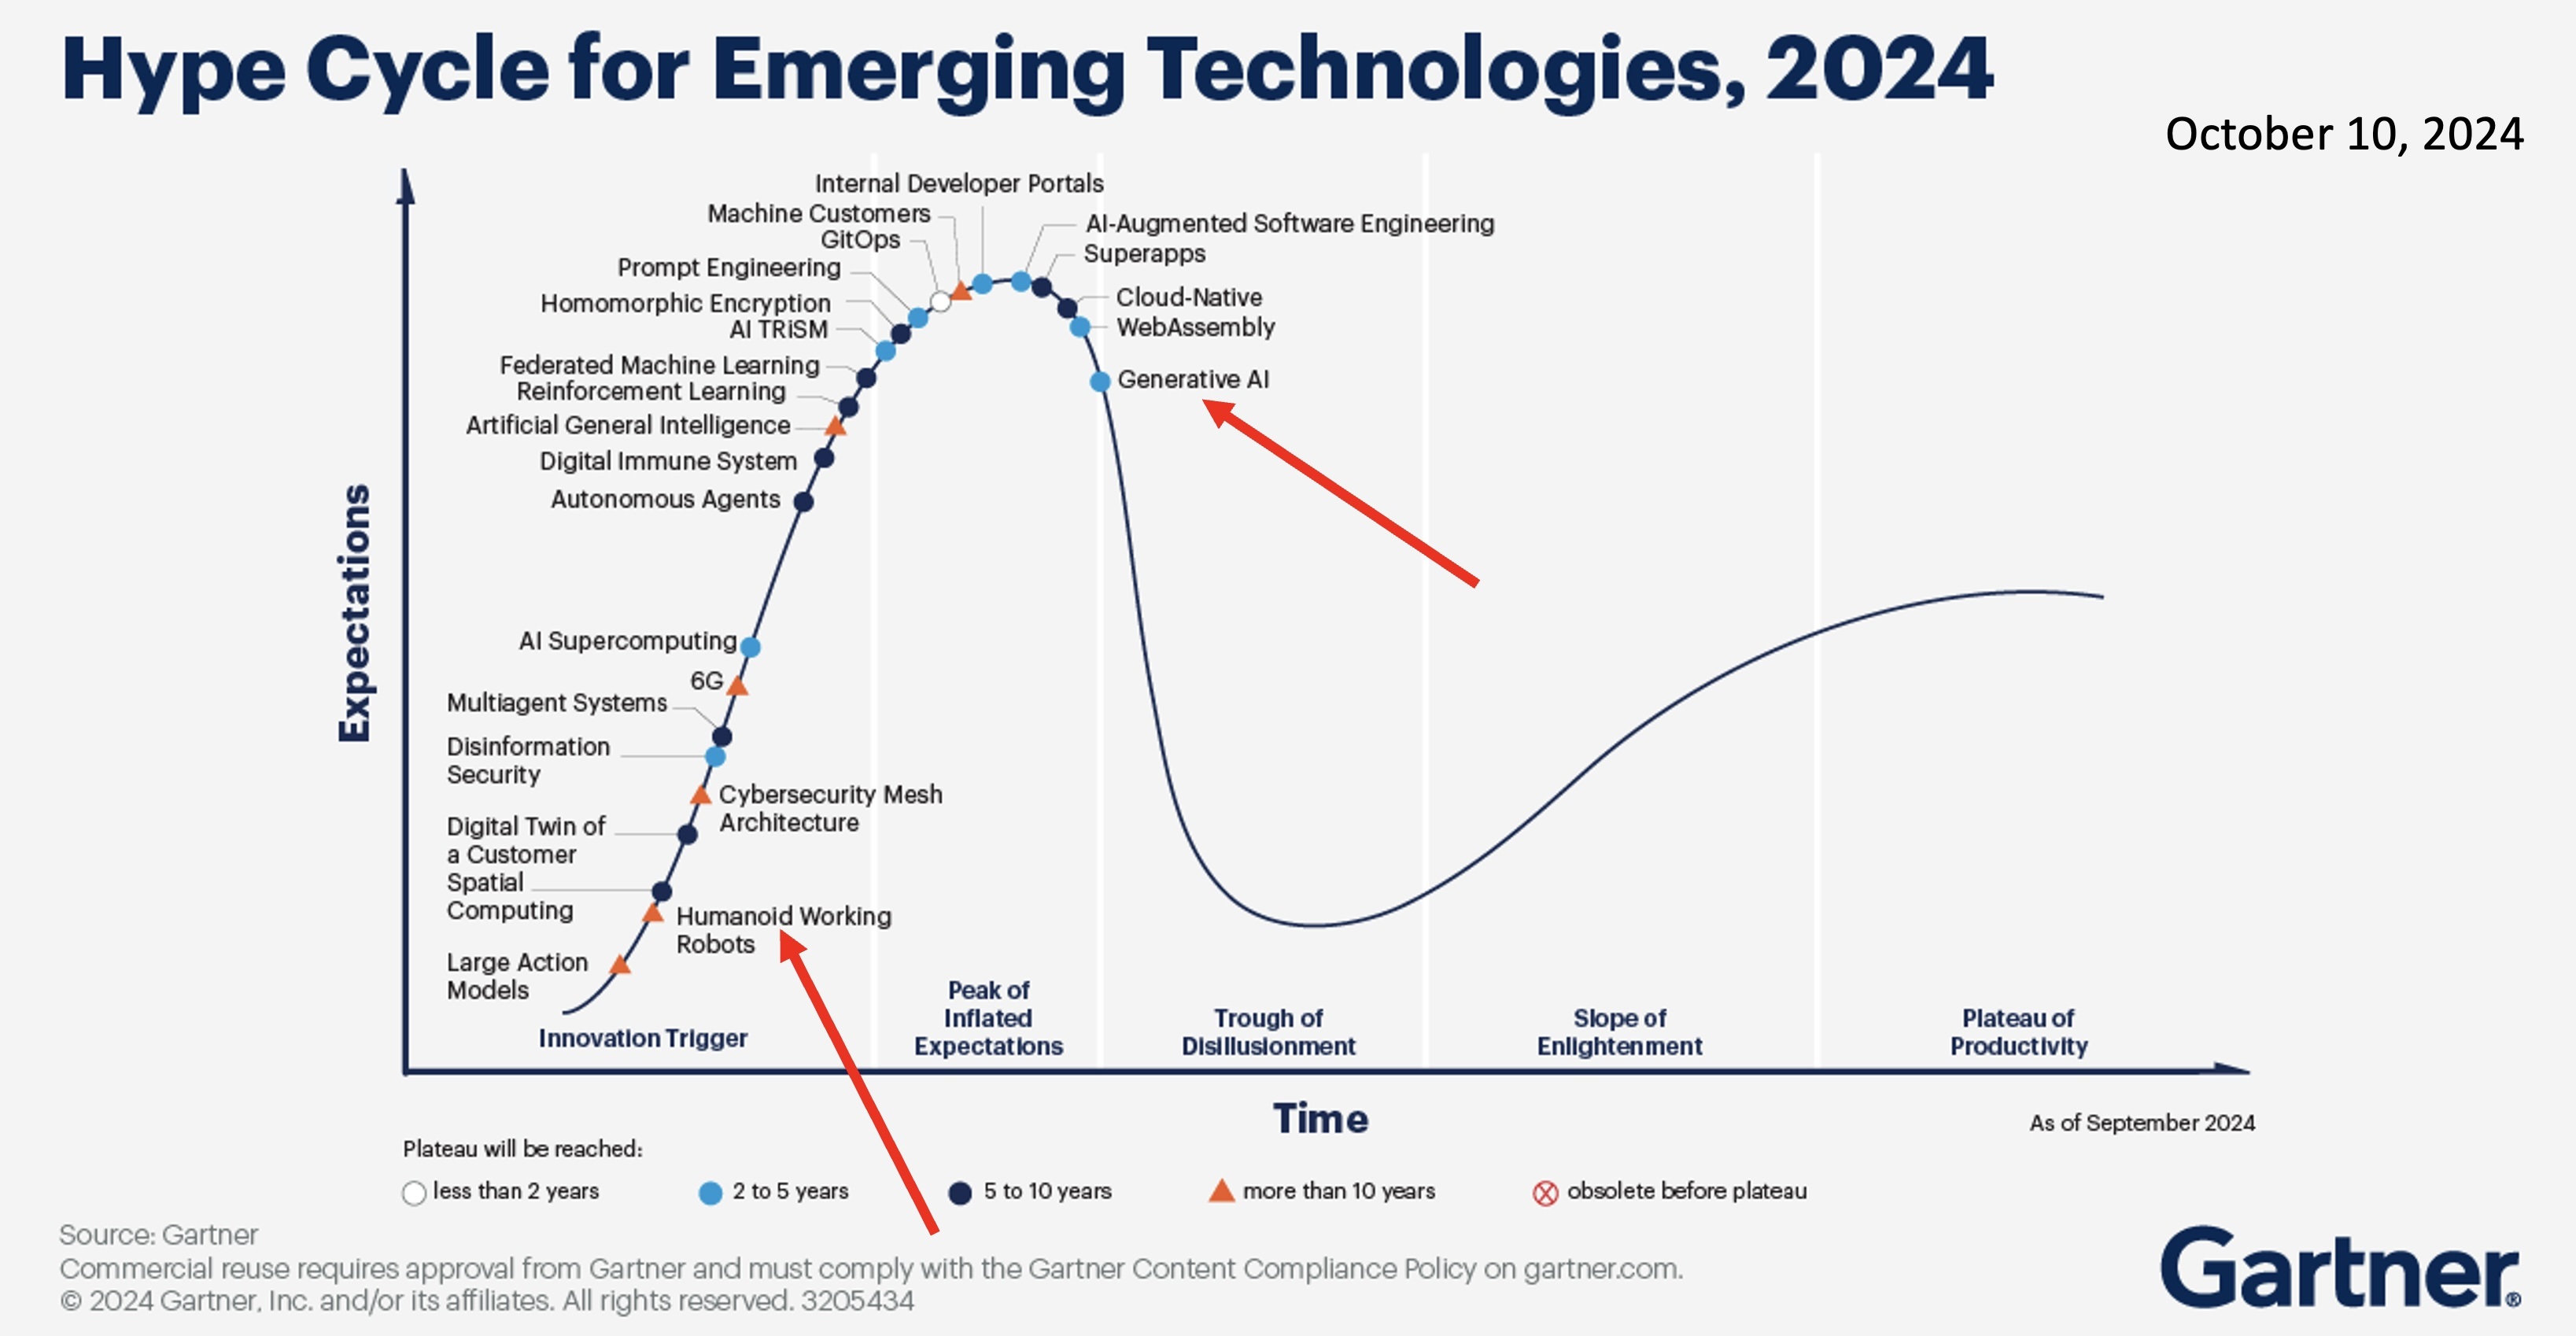 Hype Cycle for Emerging Technologies, 2024
October 10, 2024
Internal Developer Portals
Machine Customers
GitOps
AI-Augmented Software Engineering
Superapps
Prompt Engineering
Homomorphic Encryption
AI TRiSM
Cloud-Native
WebAssembly
Federated Machine Learning
Reinforcement Learning
Generative AI
Artificial General Intelligence
Digital Immune System
Autonomous Agents
Expectations
AI Supercomputing
6G
Multiagent Systems
Disinformation
Security
Cybersecurity Mesh
Architecture
Digital Twin of
a Customer
Spatial
Computing
Humanoid Working
Robots
Large Action
Models
Innovation Trigger
Peak of
Inflated
Expectations
Trough of
Disillusionment
Slope of
Enlightenment
Plateau of
Productivity
Time
As of September 2024
Plateau will be reached:
less than 2 years
2 to 5 years
5 to 10 years
more than 10 years
obsolete before plateau
Source: Gartner
Commercial reuse requires approval from Gartner and must comply with the Gartner Content Compliance Policy on gartner.com.
© 2024 Gartner, Inc. and/or its affiliates. All rights reserved. 3205434
Gartner®